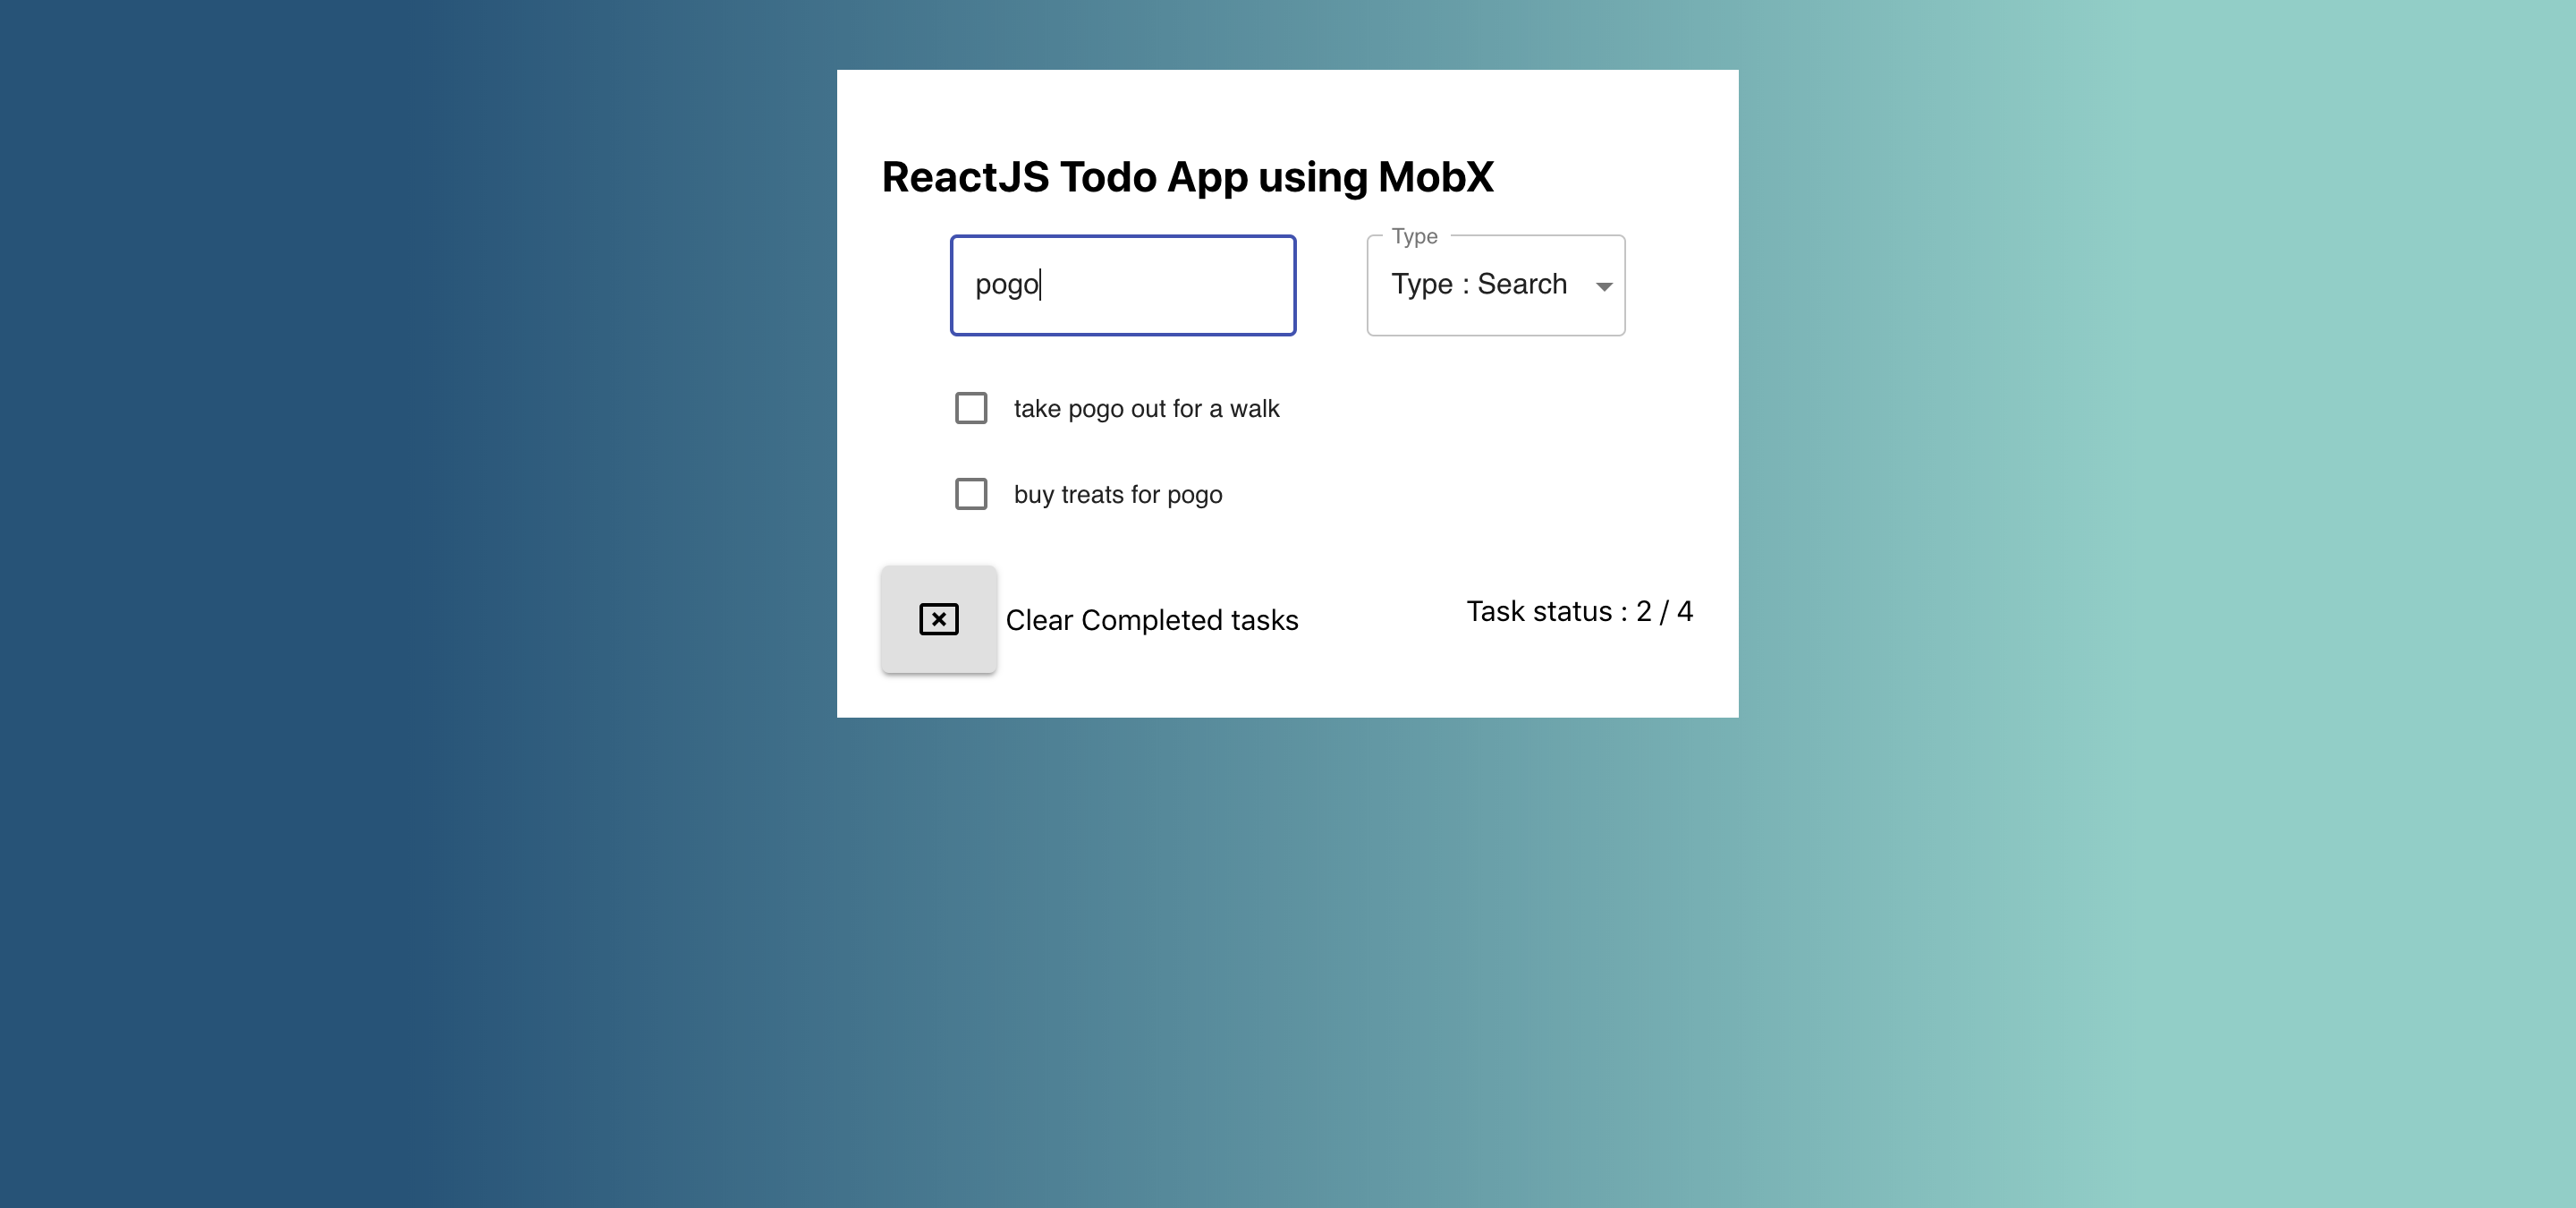 ReactJS Todo App using MobX
Type
pogo
Type : Search
take pogo out for a walk
buy treats for pogo
Clear Completed tasks
Task status : 2 / 4